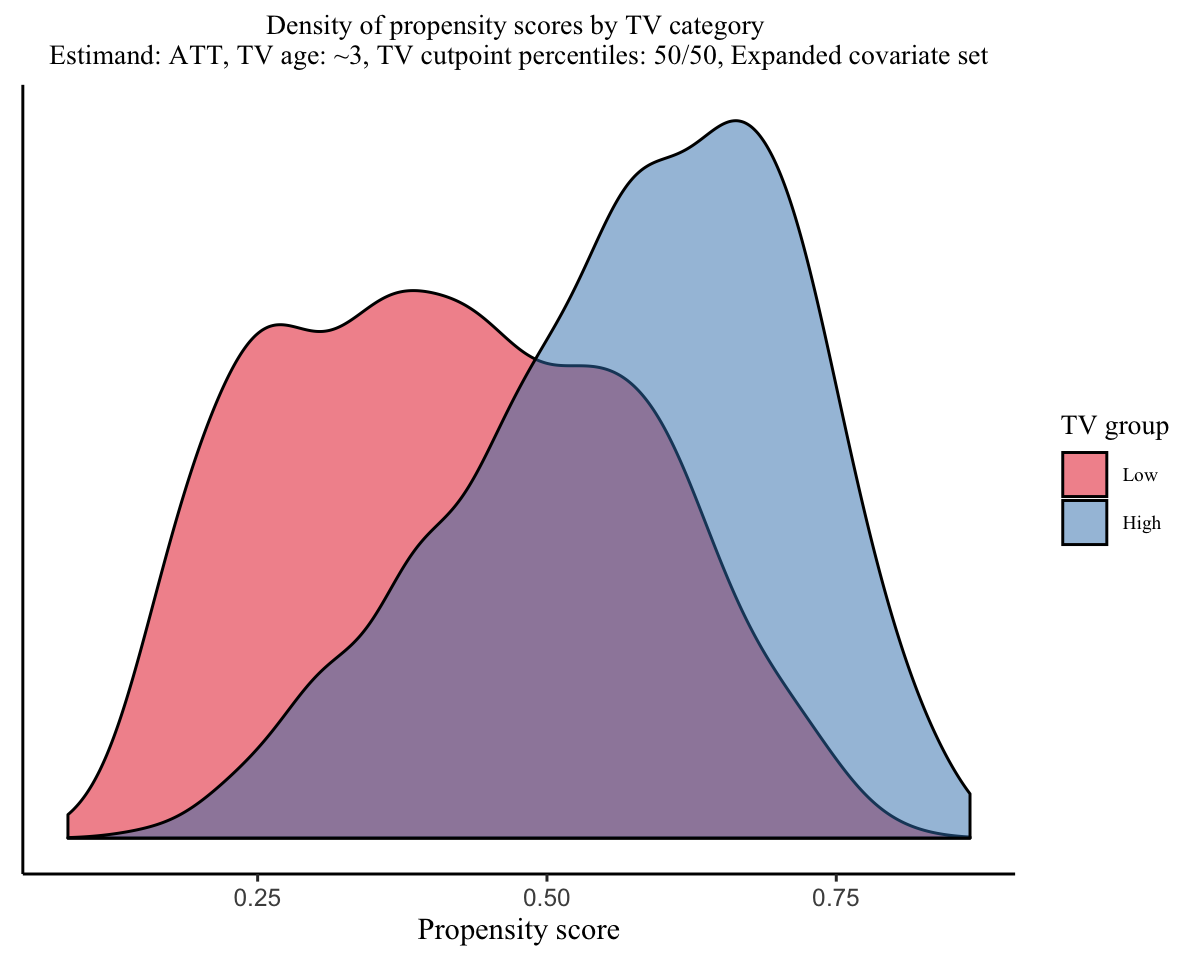 Density of propensity scores by TV category
Estimand: ATT, TV age: ~3, TV cutpoint percentiles: 50/50, Expanded covariate set
TV group
Low
High
0.25 0.50 0.75
Propensity score